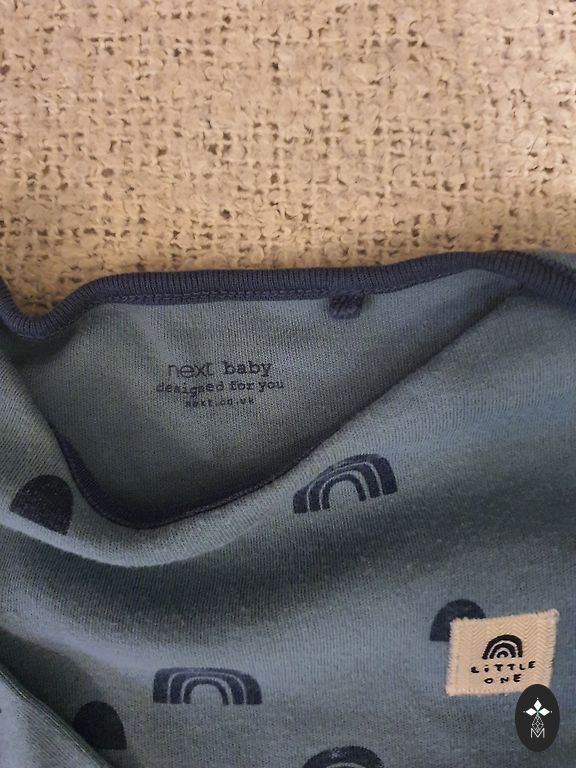 next baby
designed for you
next.co.uk
LiTTLE
ONE
M